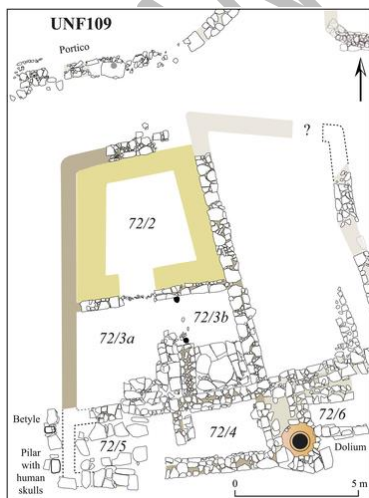 UNF109
Portico
?
72/2
72/3b
72/3a
72/6
Betyle
72/5
72/4
Dolium
Pilar
with
human
skulls
0 5 m